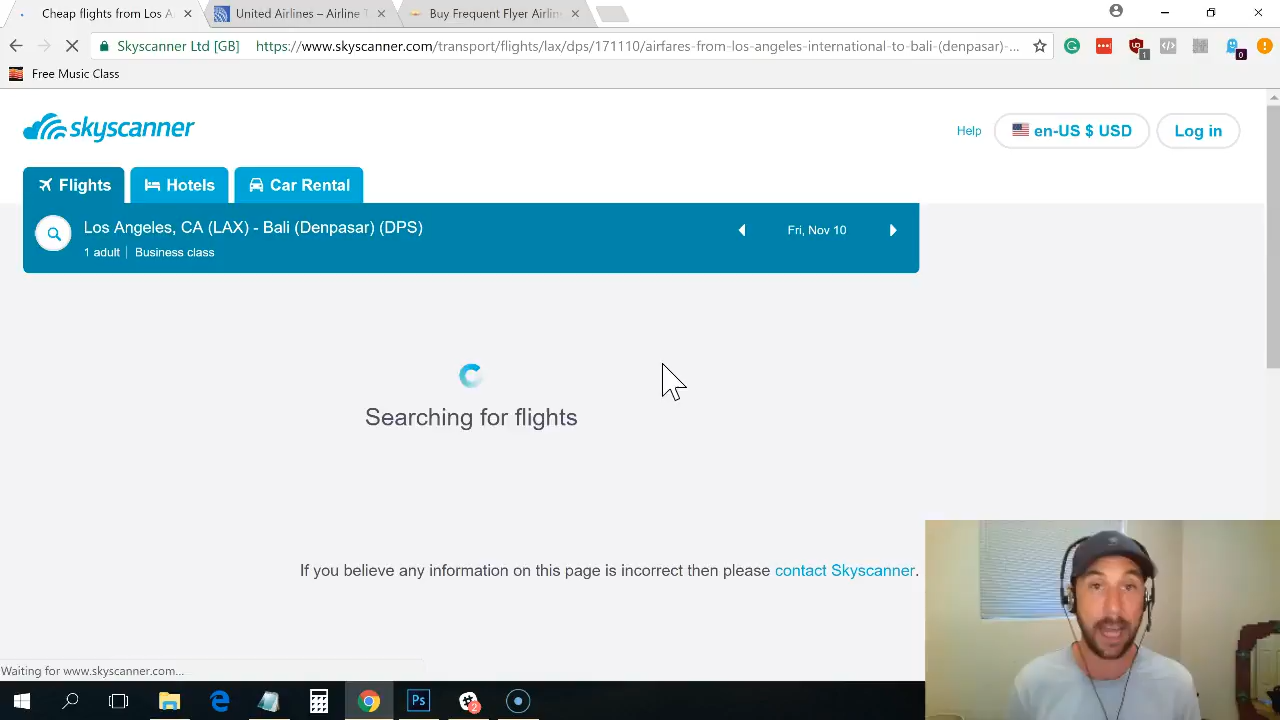 Cheap flights from Los A
United Airlines – Airline T
Buy Frequent Flyer Airlin
Skyscanner Ltd [GB]
https://www.skyscanner.com/transport/flights/lax/dps/171110/airfares-from-los-angeles-international-to-bali-(denpasar)-...
1
0
Free Music Class
skyscanner
Help
en-US $ USD
Log in
Flights
Hotels
Car Rental
Los Angeles, CA (LAX) - Bali (Denpasar) (DPS)
Fri, Nov 10
1 adult
Business class
Searching for flights
If you believe any information on this page is incorrect then please contact Skyscanner.
Waiting for www.skyscanner.com...
Ps
2